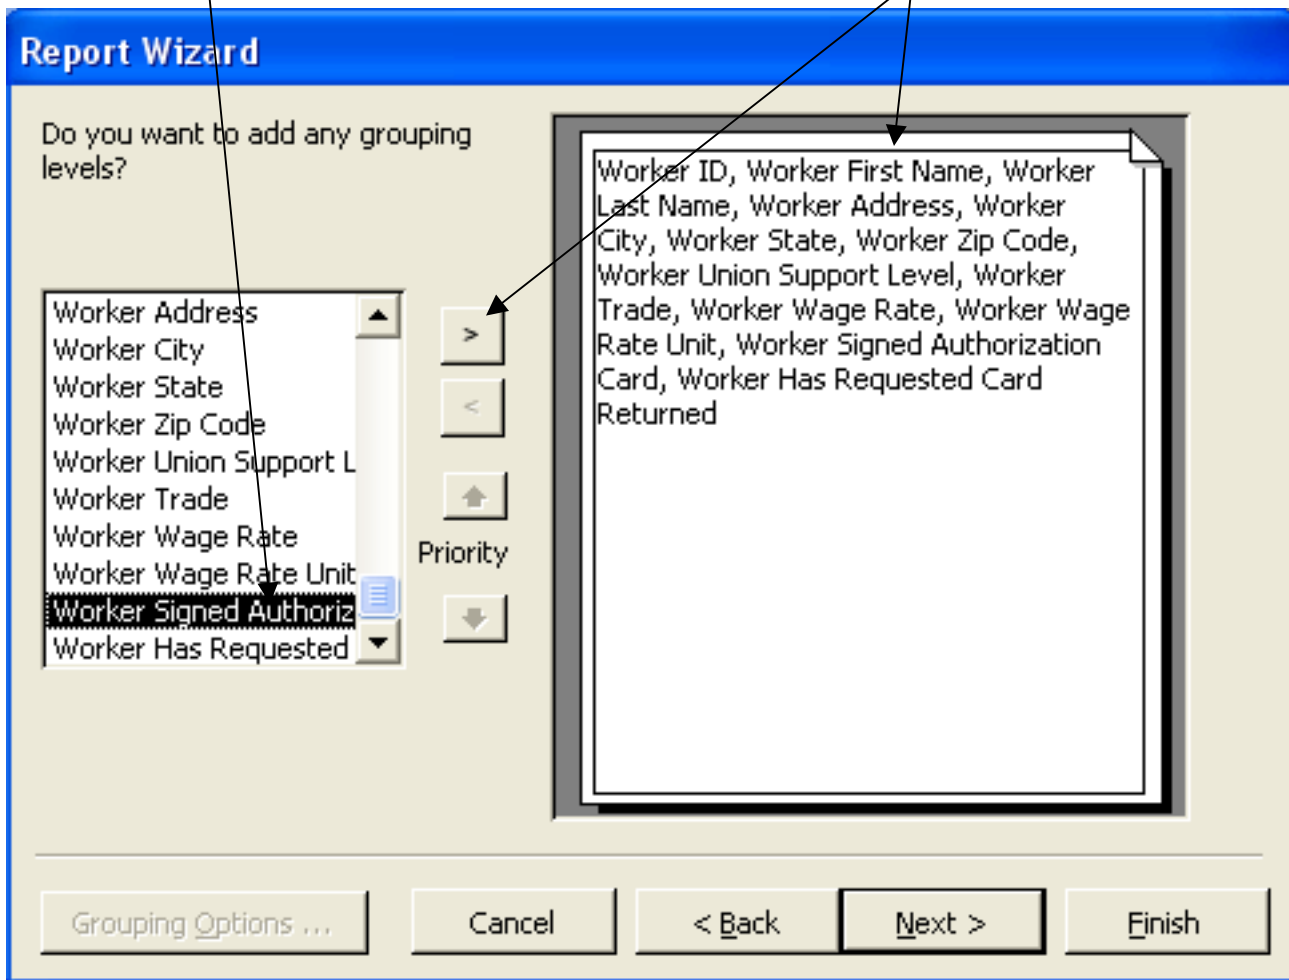 Report Wizard
Do you want to add any grouping
levels?
Worker Address
Worker City
Worker State
Worker Zip Code
Worker Union Support L
Worker Trade
Worker Wage Rate
Worker Wage Rate Unit
Worker Signed Authoriz
Worker Has Requested
>
<
Priority
Worker ID, Worker First Name, Worker
Last Name, Worker Address, Worker
City, Worker State, Worker Zip Code,
Worker Union Support Level, Worker
Trade, Worker Wage Rate, Worker Wage
Rate Unit, Worker Signed Authorization
Card, Worker Has Requested Card
Returned
Grouping Options ...
Cancel
< Back
Next >
Finish